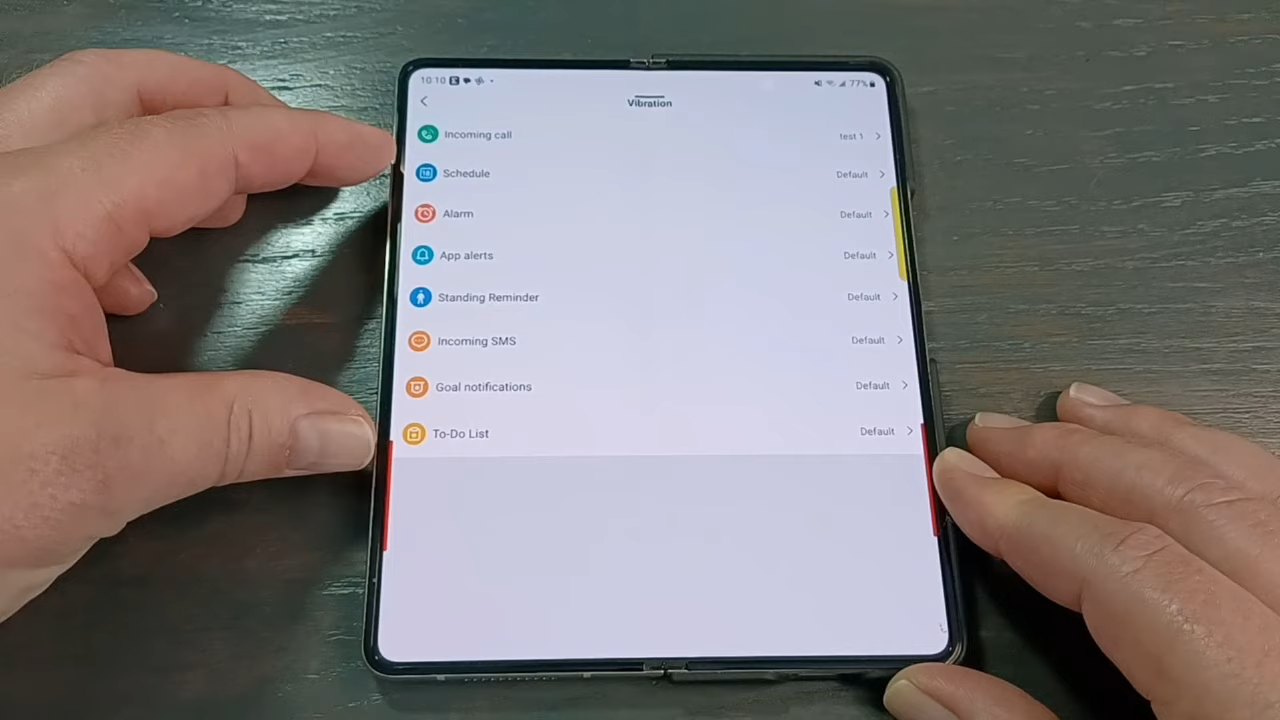 10:10
77%
Vibration
Incoming call test 1
Schedule Default
Alarm Default
App alerts Default
Standing Reminder Default
Incoming SMS Default
Goal notifications Default
To-Do List Default